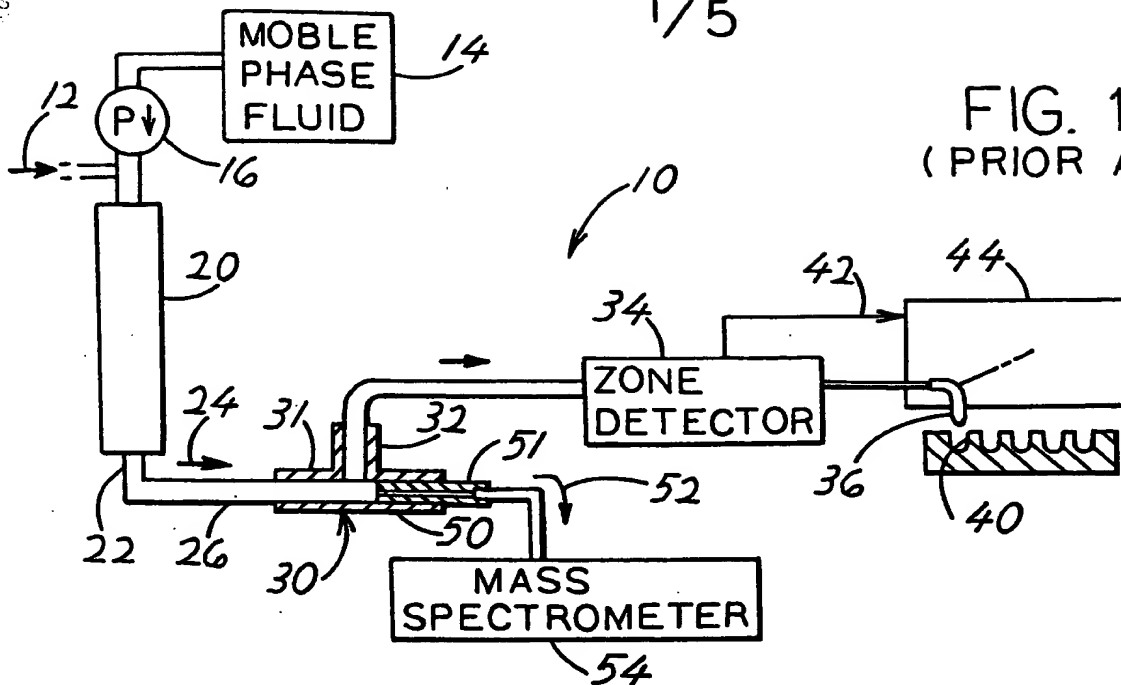 1/5
MOBLE
PHASE
FLUID
14
12
P↓
16
FIG. 1
(PRIOR
10
20
42
44
34
ZONE
DETECTOR
24
31
32
51
52
36
40
22
26
30
50
MASS
SPECTROMETER
54